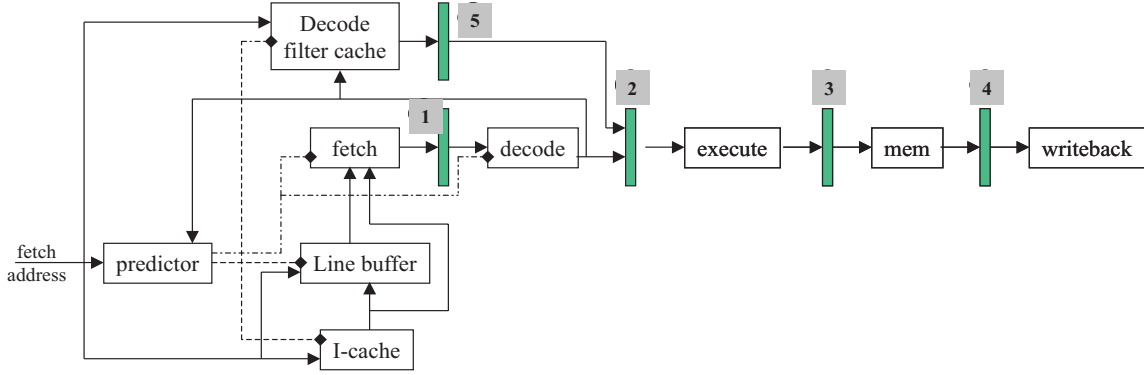 Decode
filter cache
5
1
2
3
4
fetch
decode
execute
mem
writeback
fetch
address
predictor
Line buffer
I-cache